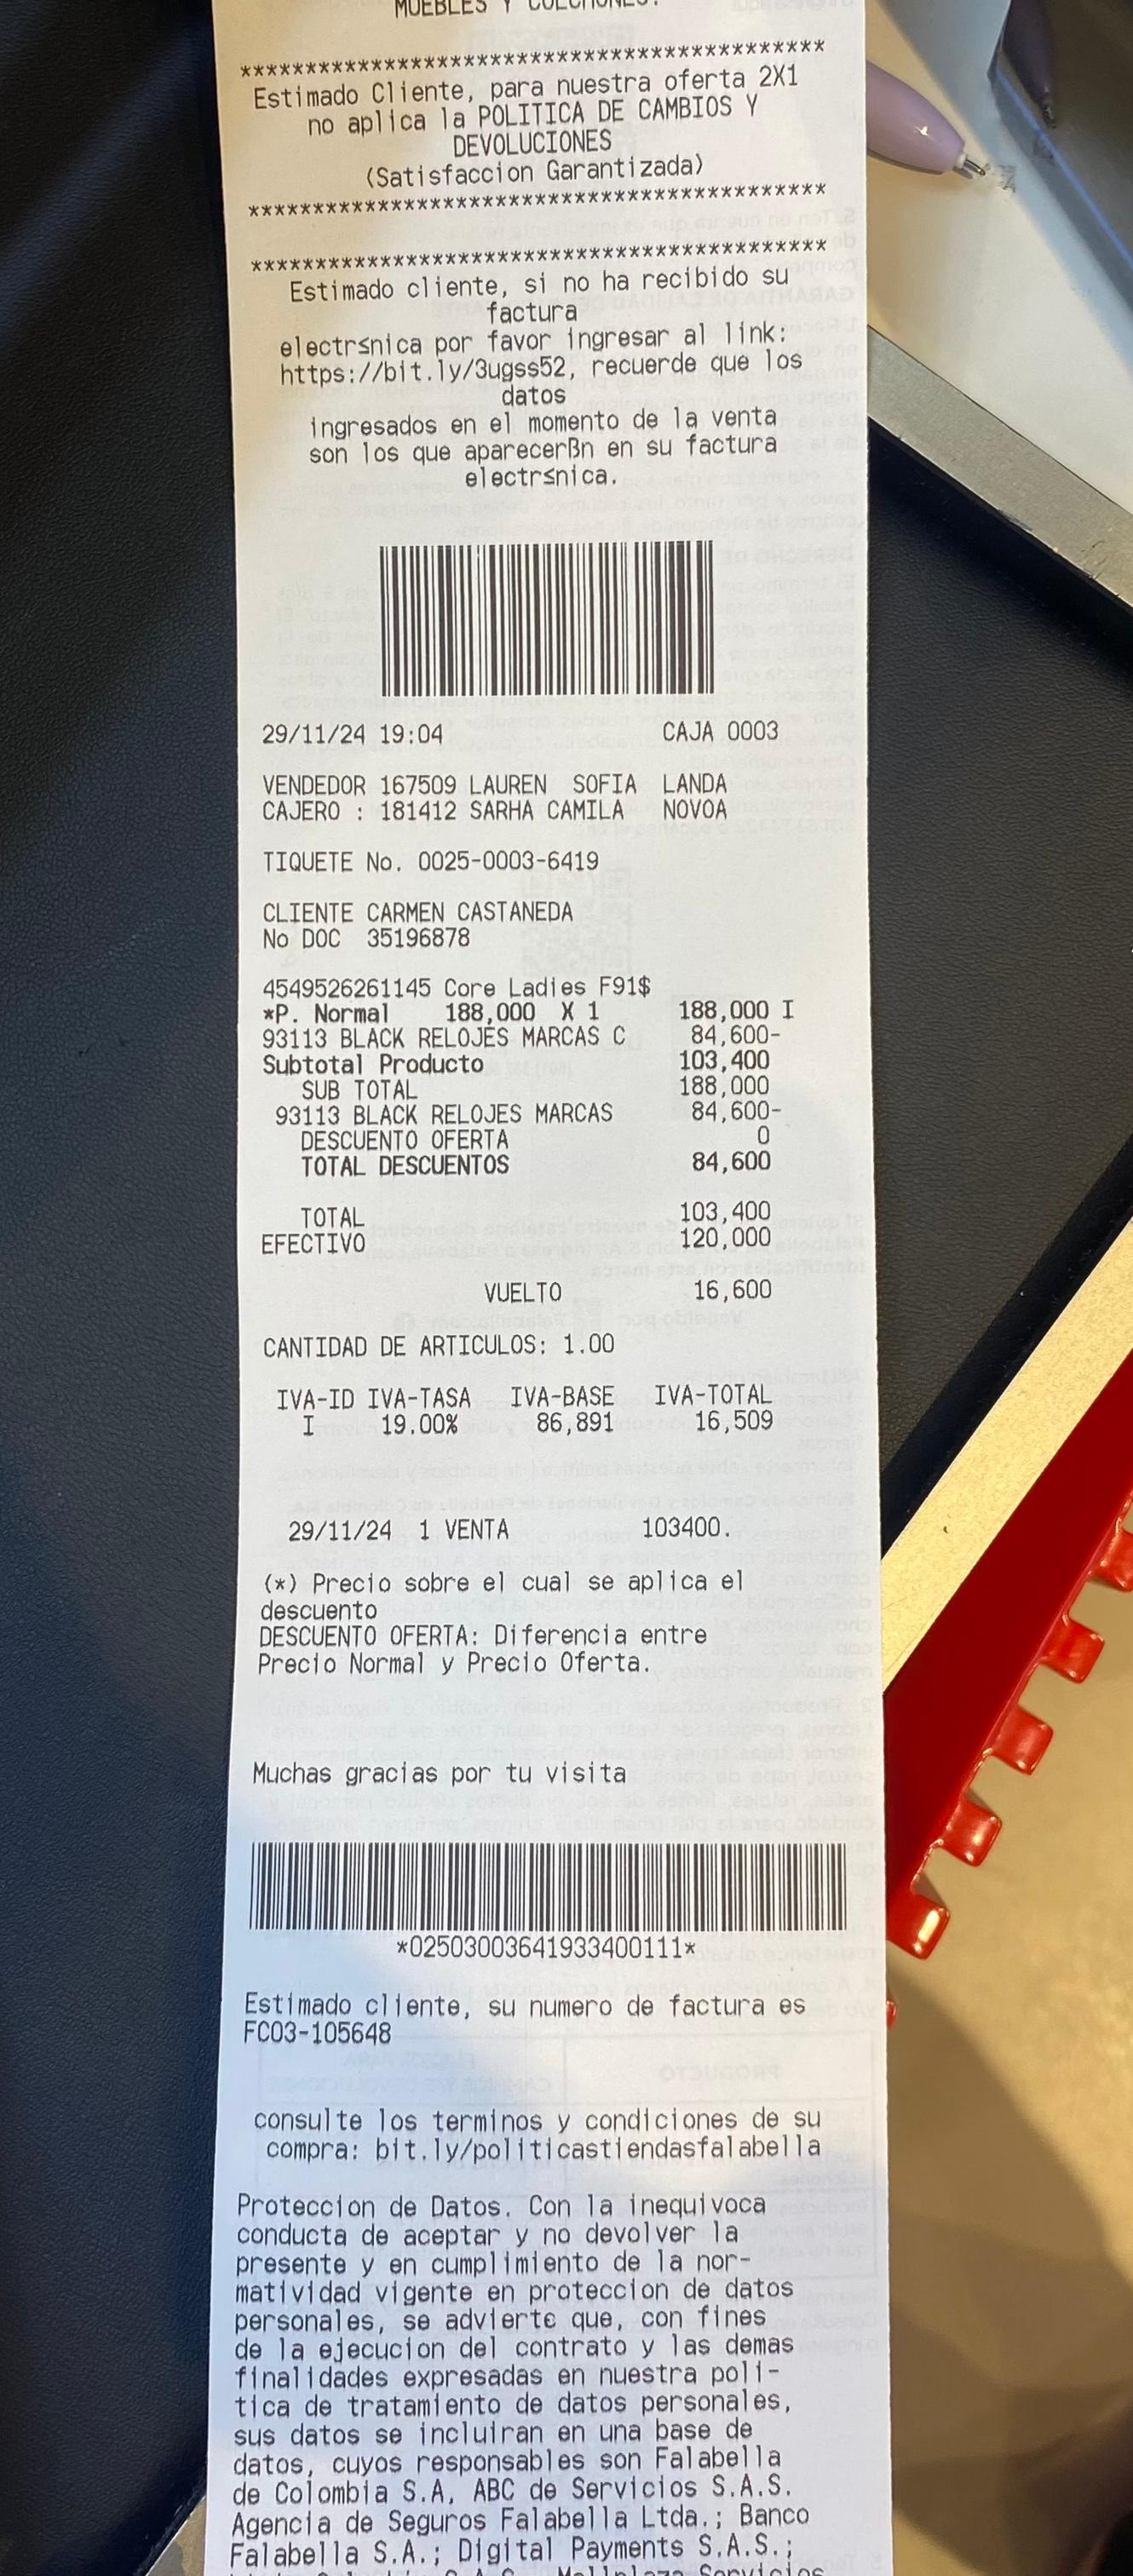 MUEBLES Y COLCHONES.
*********************************************
Estimado Cliente, para nuestra oferta 2X1
no aplica la POLITICA DE CAMBIOS Y
DEVOLUCIONES
(Satisfaccion Garantizada)
*********************************************
*********************************************
Estimado cliente, si no ha recibido su
factura
electr≤nica por favor ingresar al link:
https://bit.ly/3ugss52, recuerde que los
datos
ingresados en el momento de la venta
son los que aparecerßn en su factura
electr≤nica.
29/11/24 19:04 CAJA 0003
VENDEDOR 167509 LAUREN SOFIA LANDA
CAJERO : 181412 SARHA CAMILA NOVOA
TIQUETE No. 0025-0003-6419
CLIENTE CARMEN CASTANEDA
No DOC 35196878
4549526261145 Core Ladies F91$
*P. Normal 188,000 X 1 188,000 I
93113 BLACK RELOJES MARCAS C 84,600-
Subtotal Producto 103,400
SUB TOTAL 188,000
93113 BLACK RELOJES MARCAS 84,600-
DESCUENTO OFERTA 0
TOTAL DESCUENTOS 84,600
TOTAL 103,400
EFECTIVO 120,000
VUELTO 16,600
CANTIDAD DE ARTICULOS: 1.00
IVA-ID IVA-TASA IVA-BASE IVA-TOTAL
I 19.00% 86,891 16,509
29/11/24 1 VENTA 103400.
(*) Precio sobre el cual se aplica el
descuento
DESCUENTO OFERTA: Diferencia entre
Precio Normal y Precio Oferta.
Muchas gracias por tu visita
*02503003641933400111*
Estimado cliente, su numero de factura es
FC03-105648
consulte los terminos y condiciones de su
compra: bit.ly/politicastiendasfalabella
Proteccion de Datos. Con la inequivoca
conducta de aceptar y no devolver la
presente y en cumplimiento de la nor-
matividad vigente en proteccion de datos
personales, se advierte que, con fines
de la ejecucion del contrato y las demas
finalidades expresadas en nuestra poli-
tica de tratamiento de datos personales,
sus datos se incluiran en una base de
datos, cuyos responsables son Falabella
de Colombia S.A, ABC de Servicios S.A.S.
Agencia de Seguros Falabella Ltda.; Banco
Falabella S.A.; Digital Payments S.A.S.;